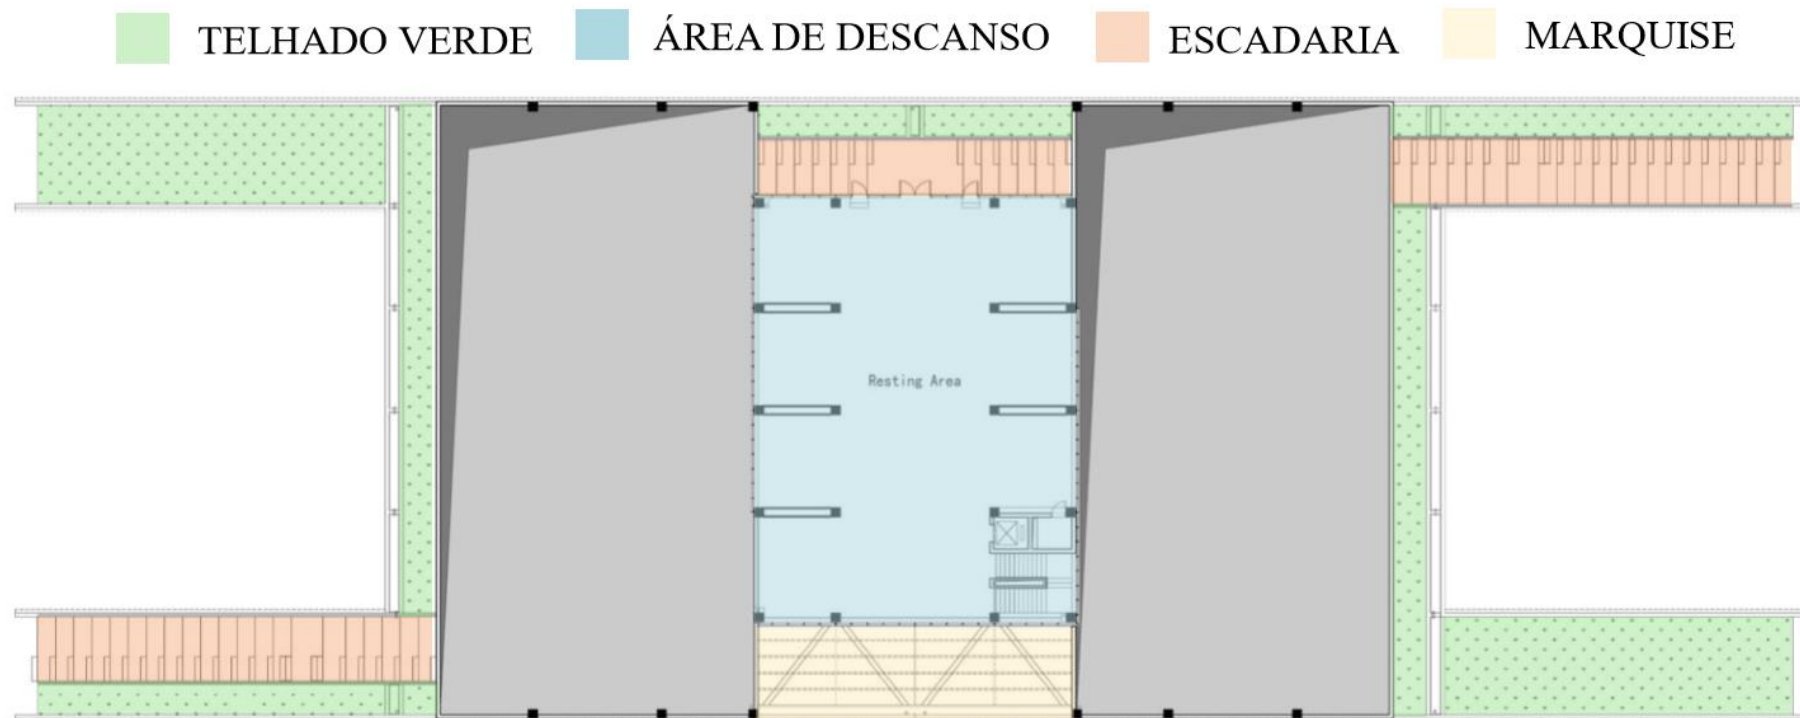 TELHADO VERDE ÁREA DE DESCANSO ESCADARIA MARQUISE
Resting Area